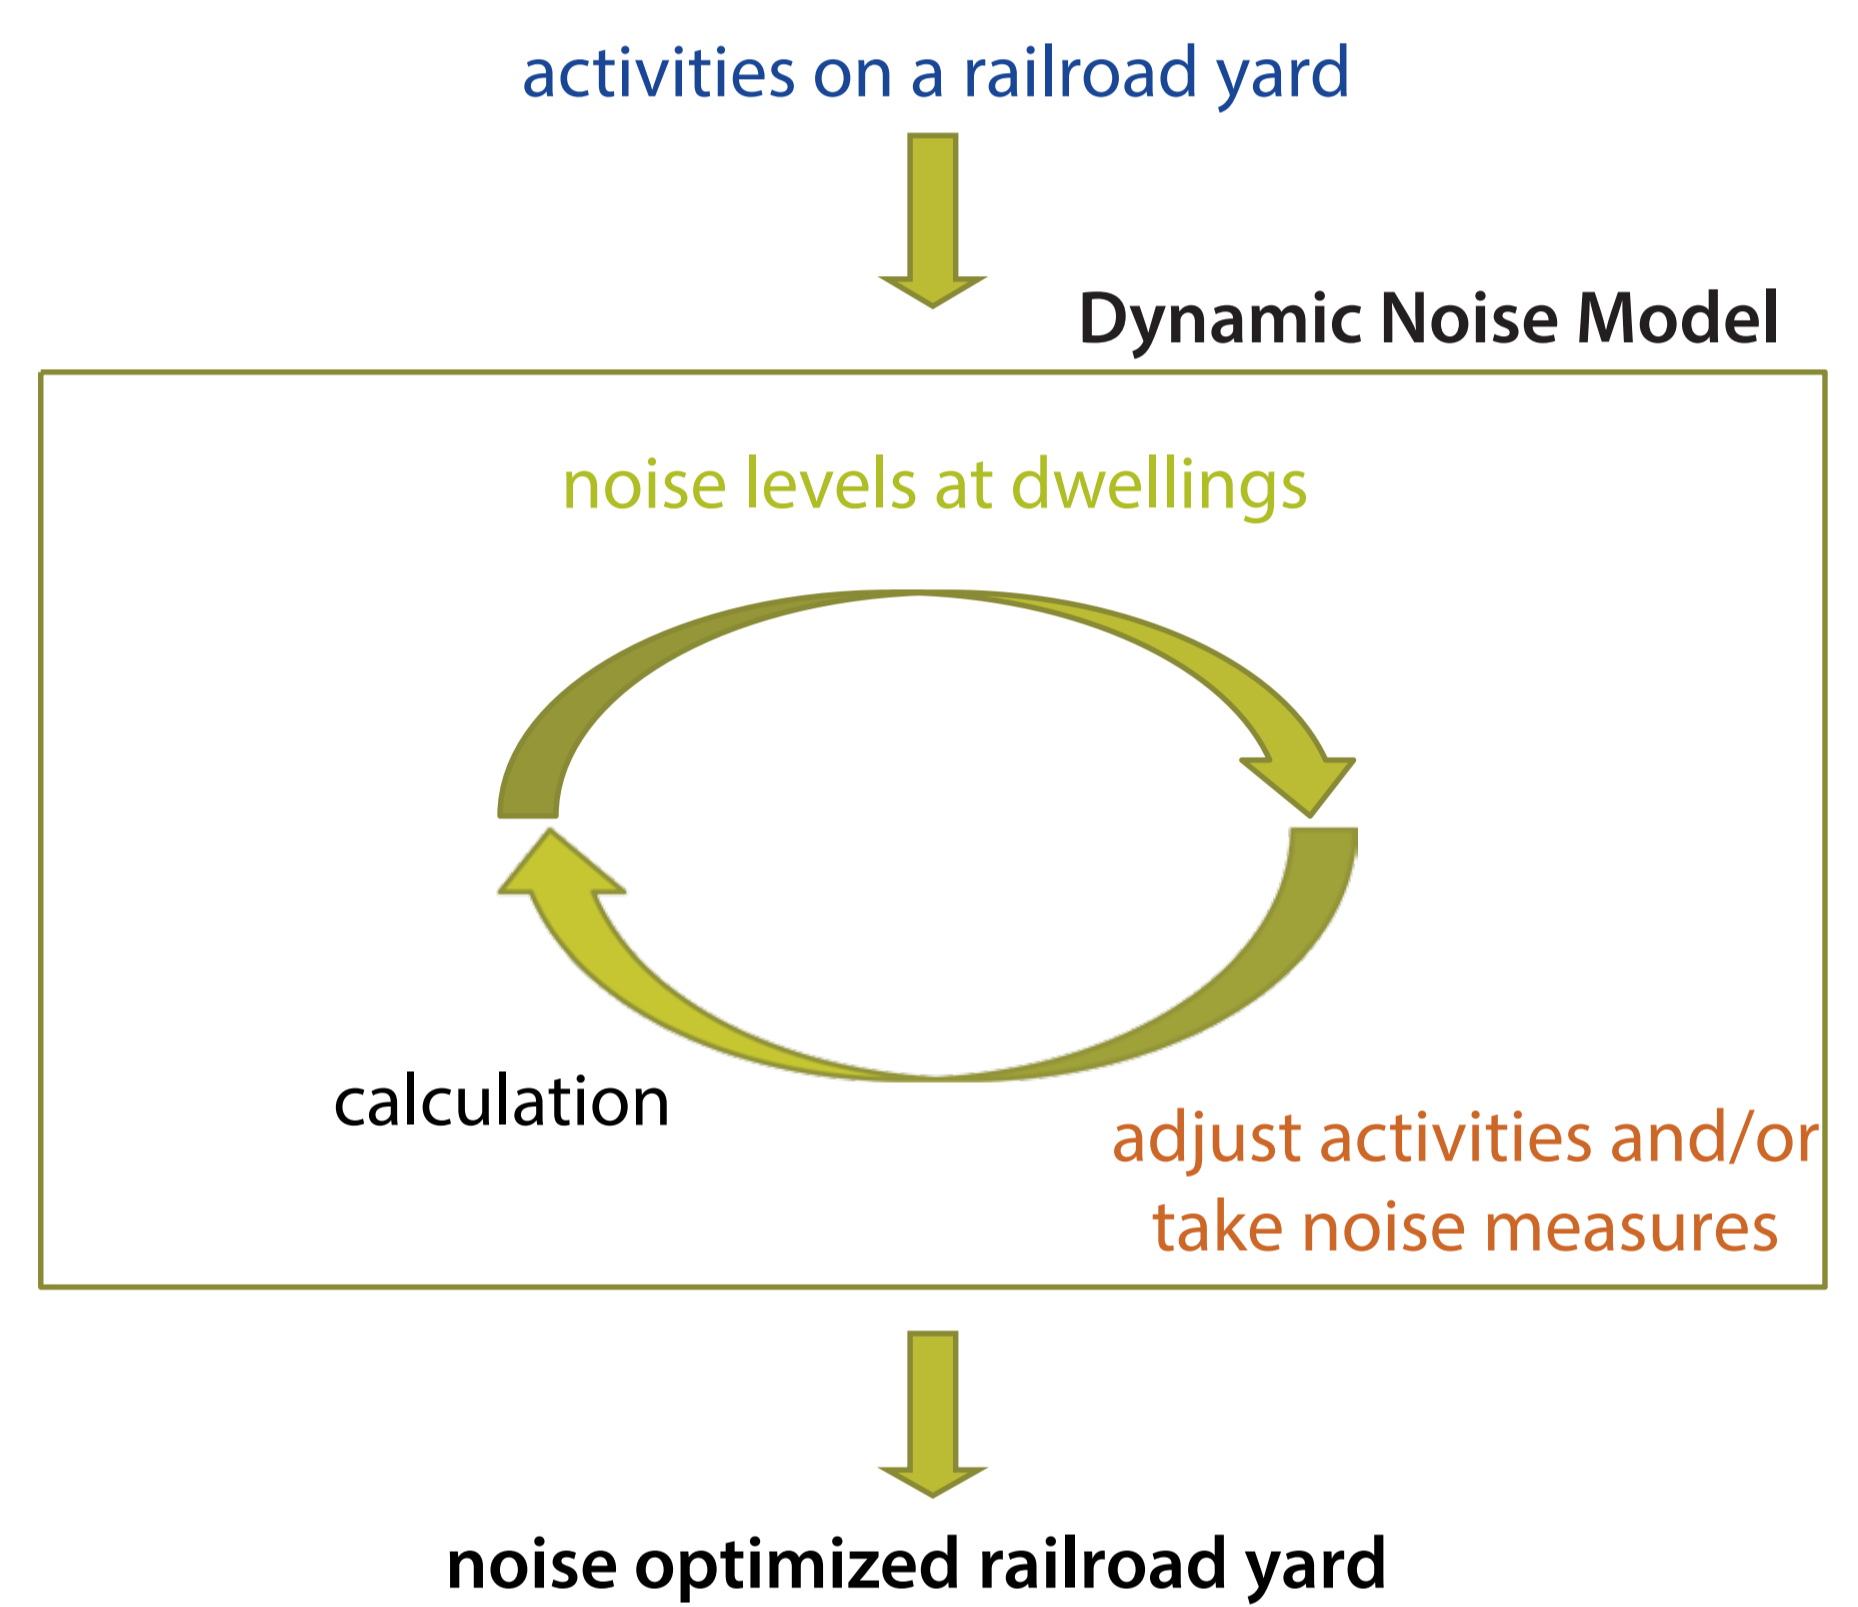 activities on a railroad yard
Dynamic Noise Model
noise levels at dwellings
calculation
adjust activities and/or
take noise measures
noise optimized railroad yard